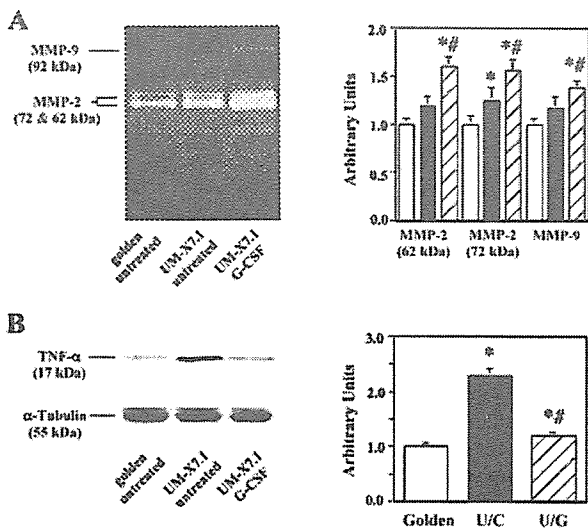 A
MMP-9
(92 kDa)
MMP-2
(72 & 62 kDa)
golden
untreated
UM-X7.1
untreated
UM-X7.1
G-CSF
Arbitrary Units
2.0
1.5
1.0
0.5
0.0
*#
*
*#
*#
MMP-2
(62 kDa)
MMP-2
(72 kDa)
MMP-9
B
TNF-α
(17 kDa)
α-Tubulin
(55 kDa)
golden
untreated
UM-X7.1
untreated
UM-X7.1
G-CSF
Arbitrary Units
3.0
2.0
1.0
0.0
*
*#
Golden
U/C
U/G